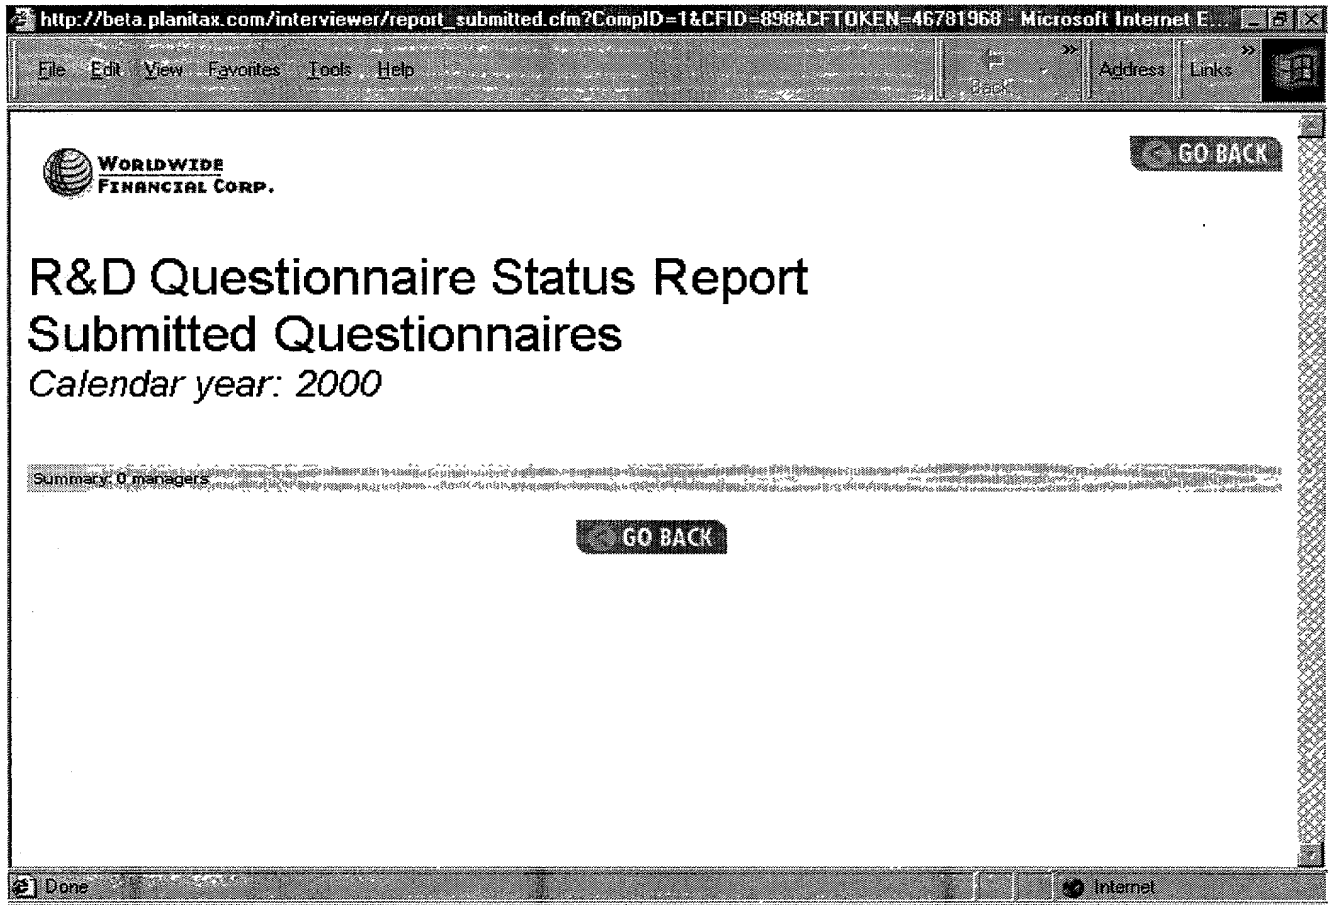 http://beta.planitax.com/interviewer/report_submitted.cfm?CompID=1&CFID=898&CFTOKEN=46781968 - Microsoft Internet E...
File Edit View Favorites Tools Help Back » Address Links »
WORLDWIDE
FINANCIAL CORP.
< GO BACK
R&D Questionnaire Status Report
Submitted Questionnaires
Calendar year: 2000
Summary: 0 managers
< GO BACK
Done Internet